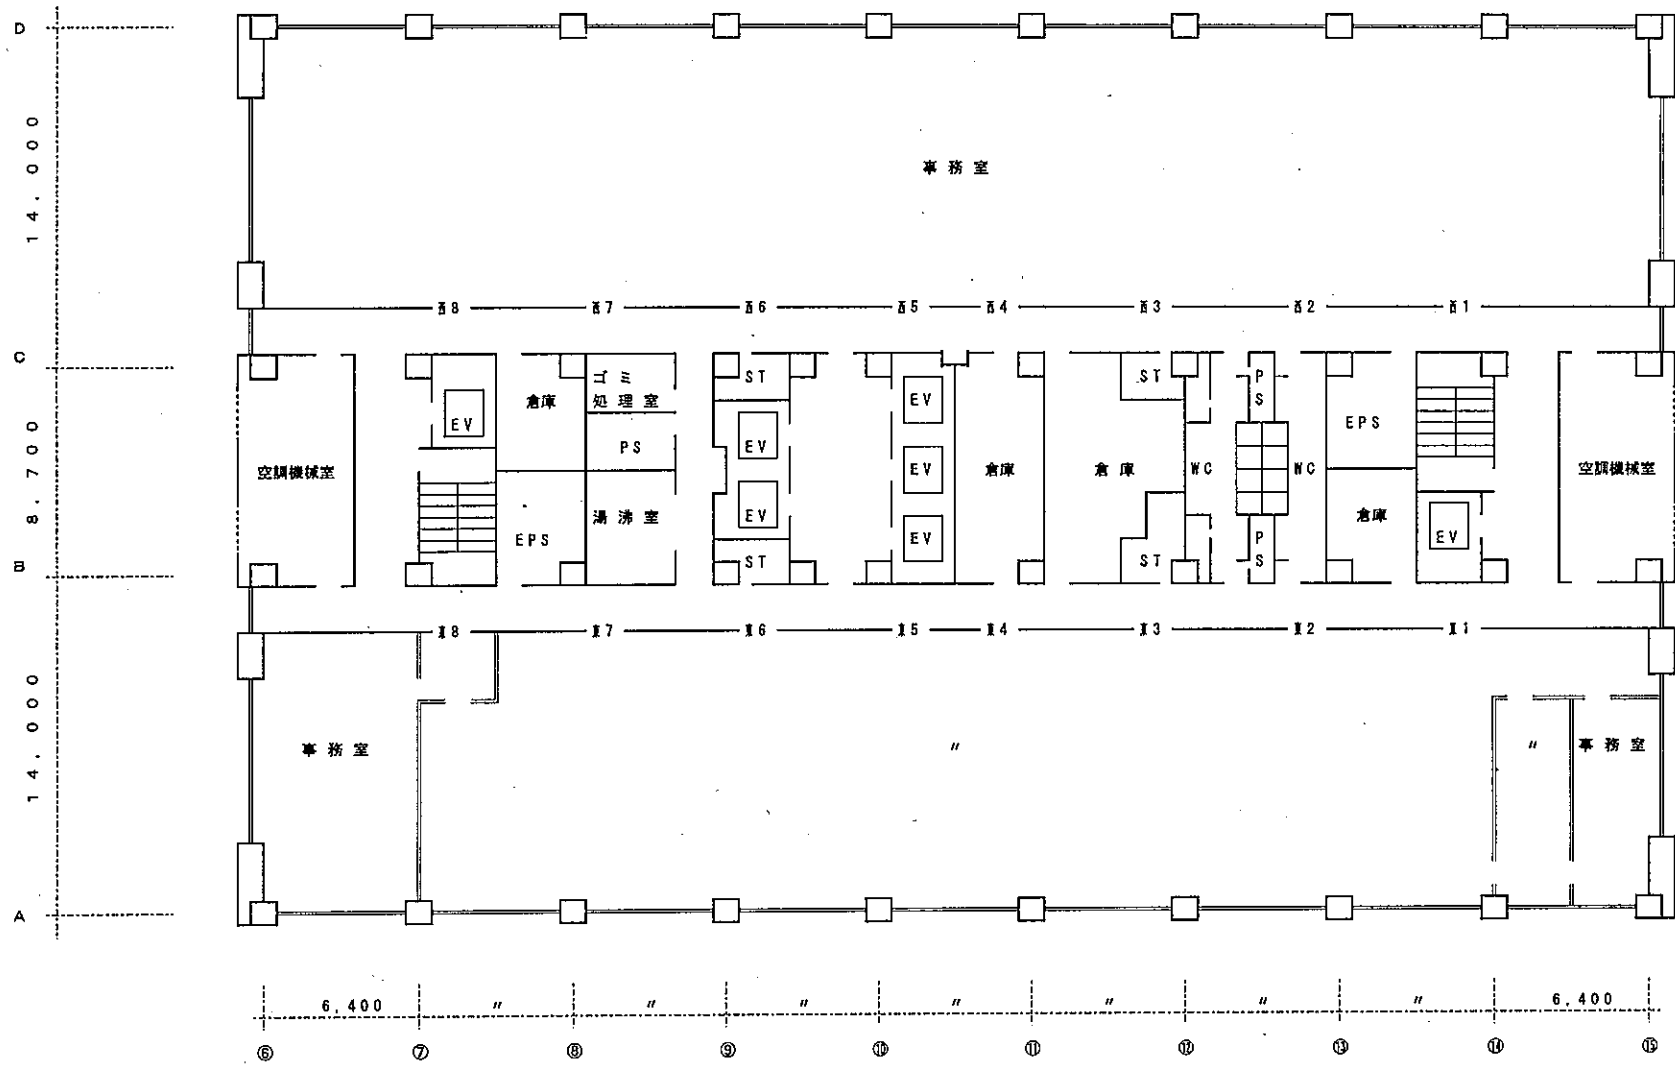 D
14.000
事務室
西8 西7 西6 西5 西4 西3 西2 西1
C
ゴミ
処理室
ST
ST
P
S
EV
倉庫
EV
EV
EPS
PS
空調機械室
EV
倉庫
倉庫
WC
WC
空調機械室
8.700
湯沸室
EV
倉庫
EPS
EV
EV
P
S
ST
ST
B
東8 東7 東6 東5 東4 東3 東2 東1
14.000
事務室
〃
〃
事務室
A
6,400 〃 〃 〃 〃 〃 〃 〃 6,400
⑥ ⑦ ⑧ ⑨ ⑩ ⑪ ⑫ ⑬ ⑭ ⑮